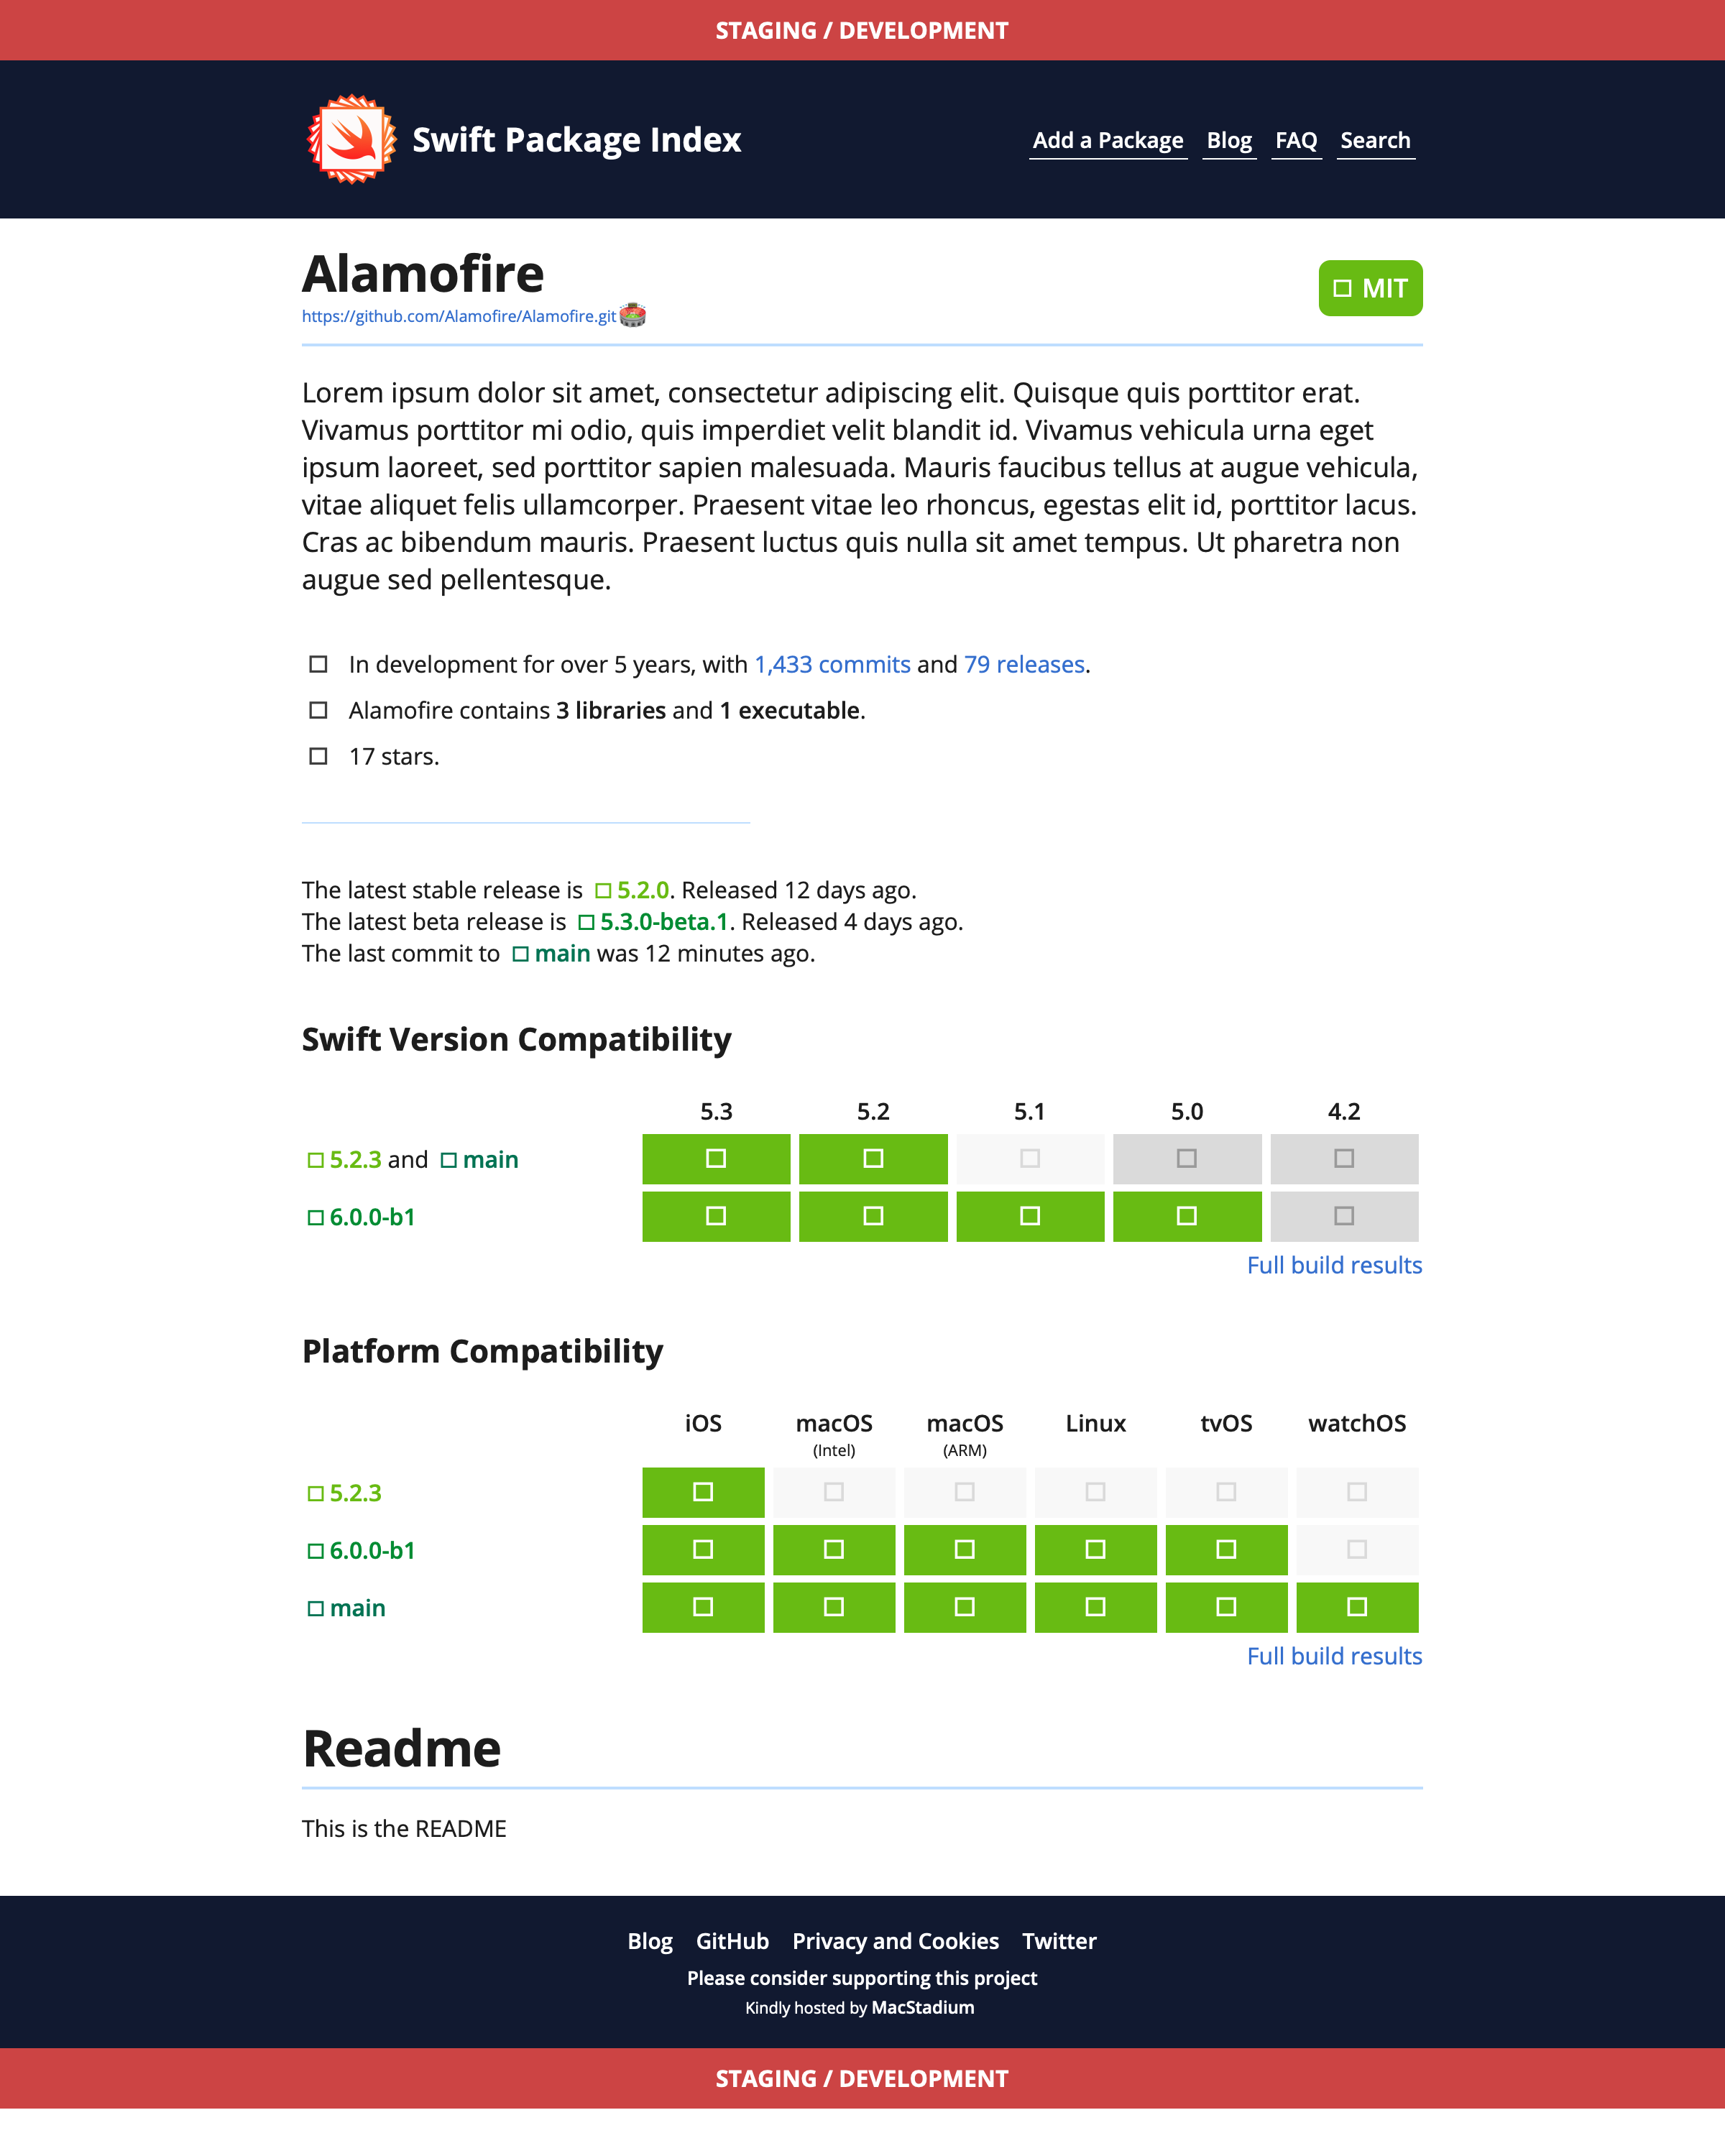 STAGING / DEVELOPMENT
Swift Package Index
Add a Package Blog FAQ Search
Alamofire
https://github.com/Alamofire/Alamofire.git
MIT
Lorem ipsum dolor sit amet, consectetur adipiscing elit. Quisque quis porttitor erat.
Vivamus porttitor mi odio, quis imperdiet velit blandit id. Vivamus vehicula urna eget
ipsum laoreet, sed porttitor sapien malesuada. Mauris faucibus tellus at augue vehicula,
vitae aliquet felis ullamcorper. Praesent vitae leo rhoncus, egestas elit id, porttitor lacus.
Cras ac bibendum mauris. Praesent luctus quis nulla sit amet tempus. Ut pharetra non
augue sed pellentesque.
In development for over 5 years, with 1,433 commits and 79 releases.
Alamofire contains 3 libraries and 1 executable.
17 stars.
The latest stable release is 5.2.0. Released 12 days ago.
The latest beta release is 5.3.0-beta.1. Released 4 days ago.
The last commit to main was 12 minutes ago.
Swift Version Compatibility
5.3 5.2 5.1 5.0 4.2
5.2.3 and main
6.0.0-b1
Full build results
Platform Compatibility
iOS macOS macOS Linux tvOS watchOS
(Intel) (ARM)
5.2.3
6.0.0-b1
main
Full build results
Readme
This is the README
Blog GitHub Privacy and Cookies Twitter
Please consider supporting this project
Kindly hosted by MacStadium
STAGING / DEVELOPMENT